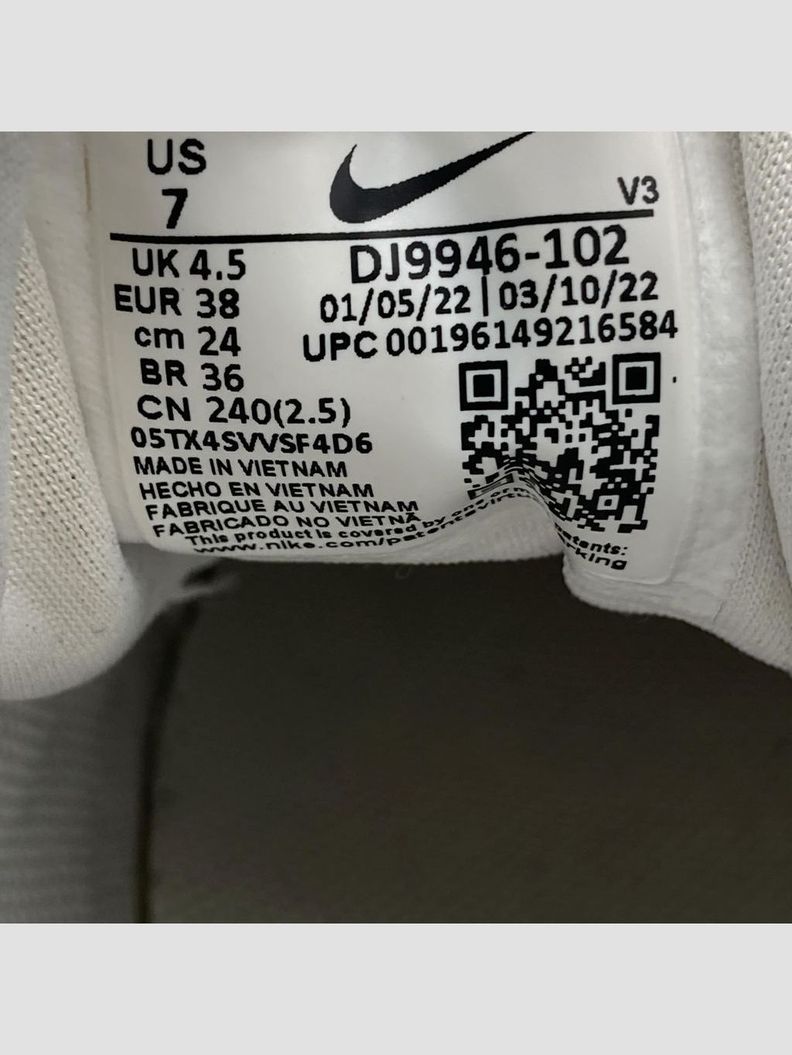 US
7
V3
UK 4.5
EUR 38
cm 24
BR 36
CN 240(2.5)
DJ9946-102
01/05/22 | 03/10/22
UPC 00196149216584
05TX4SVVSF4D6
MADE IN VIETNAM
HECHO EN VIETNAM
FABRIQUE AU VIETNAM
FABRICADO NO VIETNÃ
This product is covered by
www.nike.com/